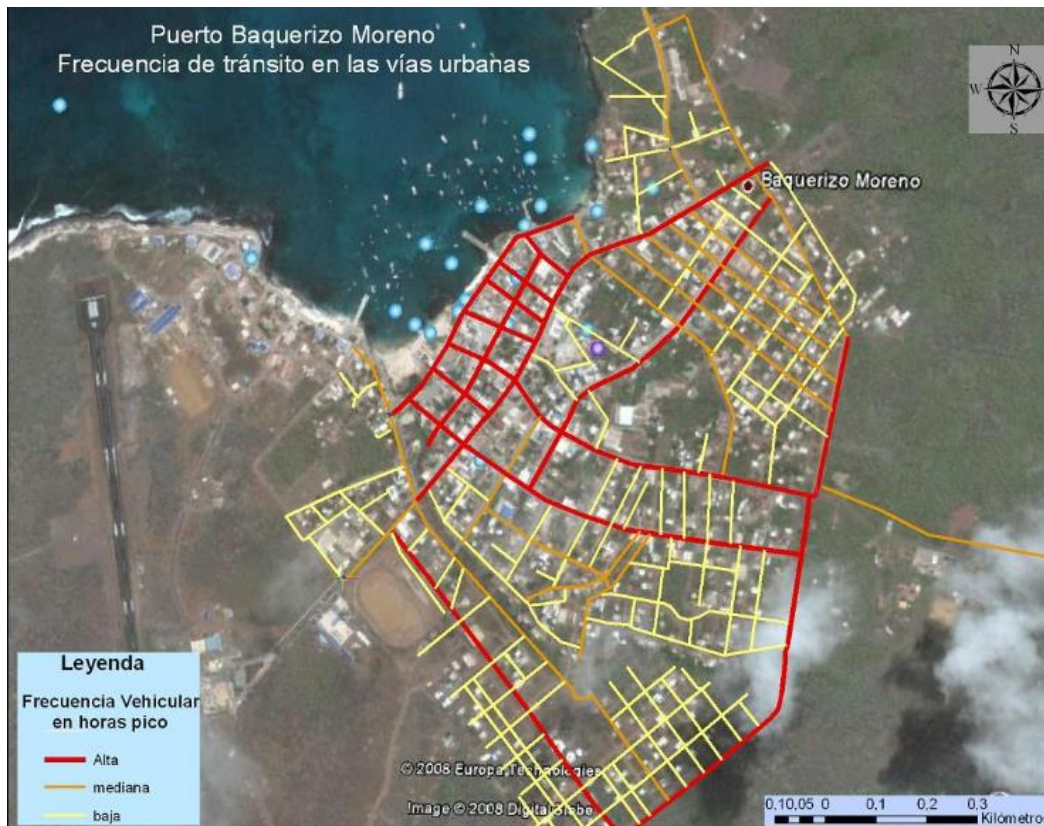 Puerto Baquerizo Moreno
Frecuencia de tránsito en las vías urbanas
N
W
S
Baquerizo Moreno
Leyenda
Frecuencia Vehicular
en horas pico
Alta
mediana
baja
© 2008 Europa Technologies
Image © 2008 DigitalGlobe
0,10,05 0 0,1 0,2 0,3
Kilómetros